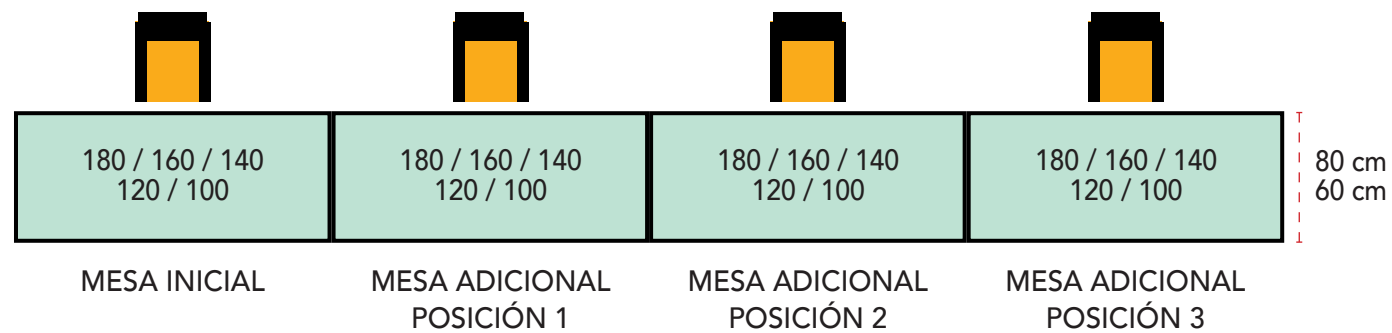 180 / 160 / 140
120 / 100
180 / 160 / 140
120 / 100
180 / 160 / 140
120 / 100
180 / 160 / 140
120 / 100
80 cm
60 cm
MESA INICIAL
MESA ADICIONAL
POSICIÓN 1
MESA ADICIONAL
POSICIÓN 2
MESA ADICIONAL
POSICIÓN 3